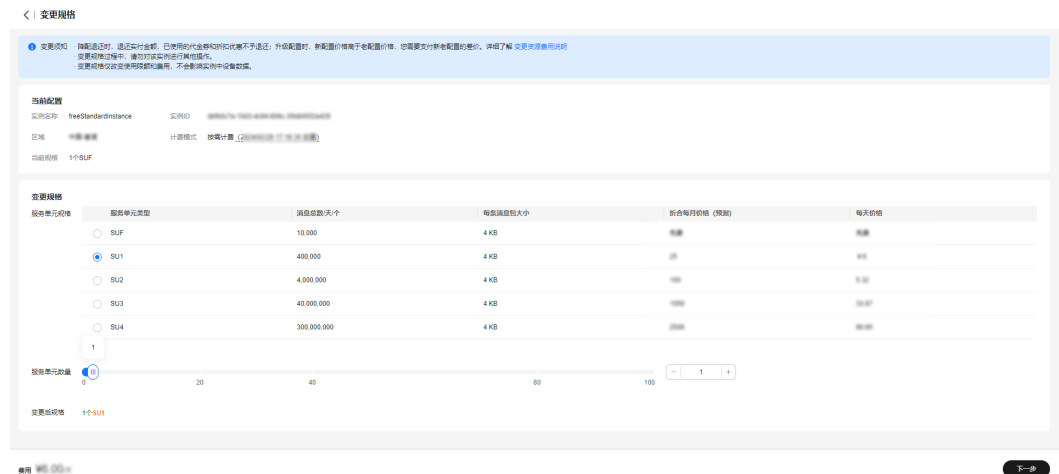 变更规格
变更须知 · 降配退还时，退还实付金额，已使用的代金券和折扣优惠不予退还；升级配置时，新配置价格高于老配置价格，您需要支付新老配置的差价。详细了解 变更资源费用说明
· 变更规格过程中，请勿对该实例进行其他操作。
· 变更规格仅改变使用限额和费用，不会影响实例中设备数据。
当前配置
实例名称 freeStandardInstance 实例ID
区域 计费模式 按需计费
当前规格 1个SUF
变更规格
服务单元规格 服务单元类型 消息总数/天/个 每条消息包大小 折合每月价格 (预测) 每天价格
SUF 10,000 4 KB
SU1 400,000 4 KB
SU2 4,000,000 4 KB
SU3 40,000,000 4 KB
SU4 300,000,000 4 KB
1
服务单元数量 1
0 20 40 80 100
变更后规格 1个SU1
费用 下一步